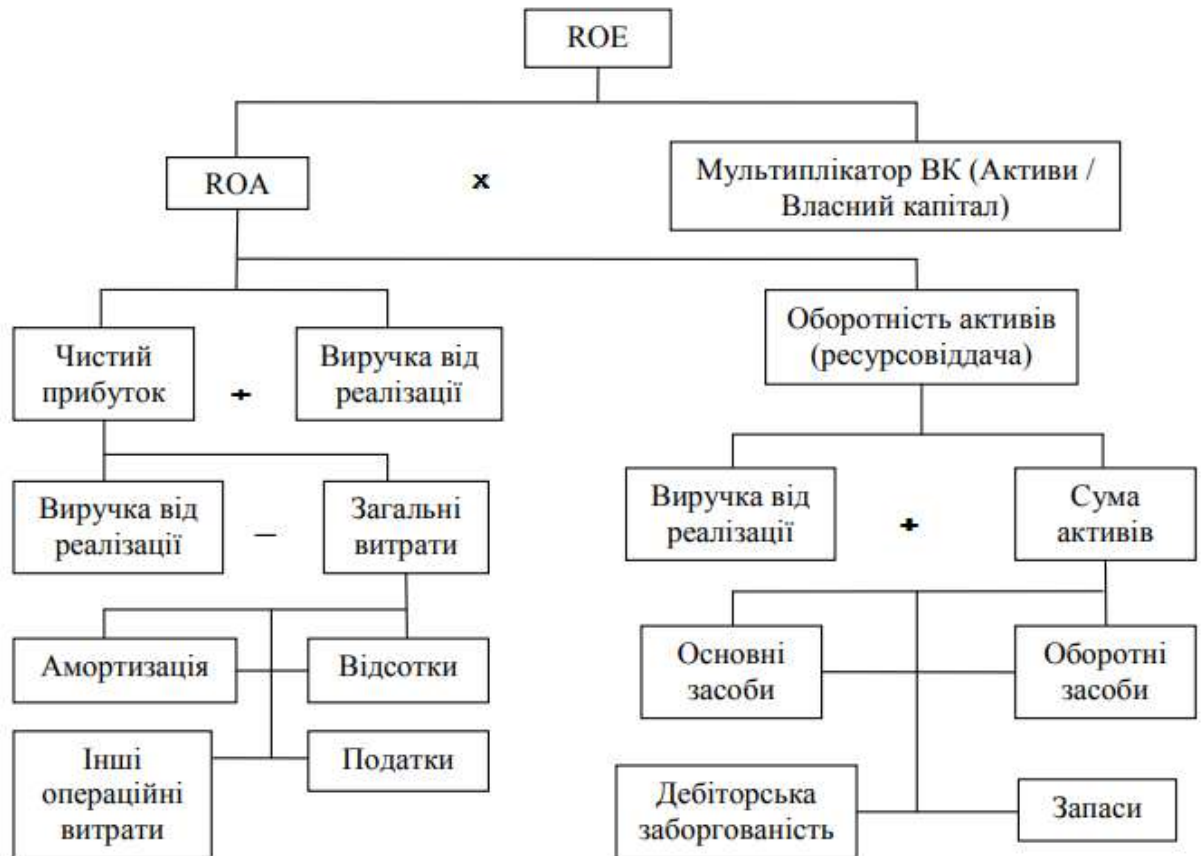 ROE
ROA
x
Мультиплікатор ВК (Активи /
Власний капітал)
Чистий
прибуток
+
Виручка від
реалізації
Оборотність активів
(ресурсовіддача)
Виручка від
реалізації
–
Загальні
витрати
Виручка від
реалізації
+
Сума
активів
Амортизація
Відсотки
Основні
засоби
Оборотні
засоби
Інші
операційні
витрати
Податки
Дебіторська
заборгованість
Запаси